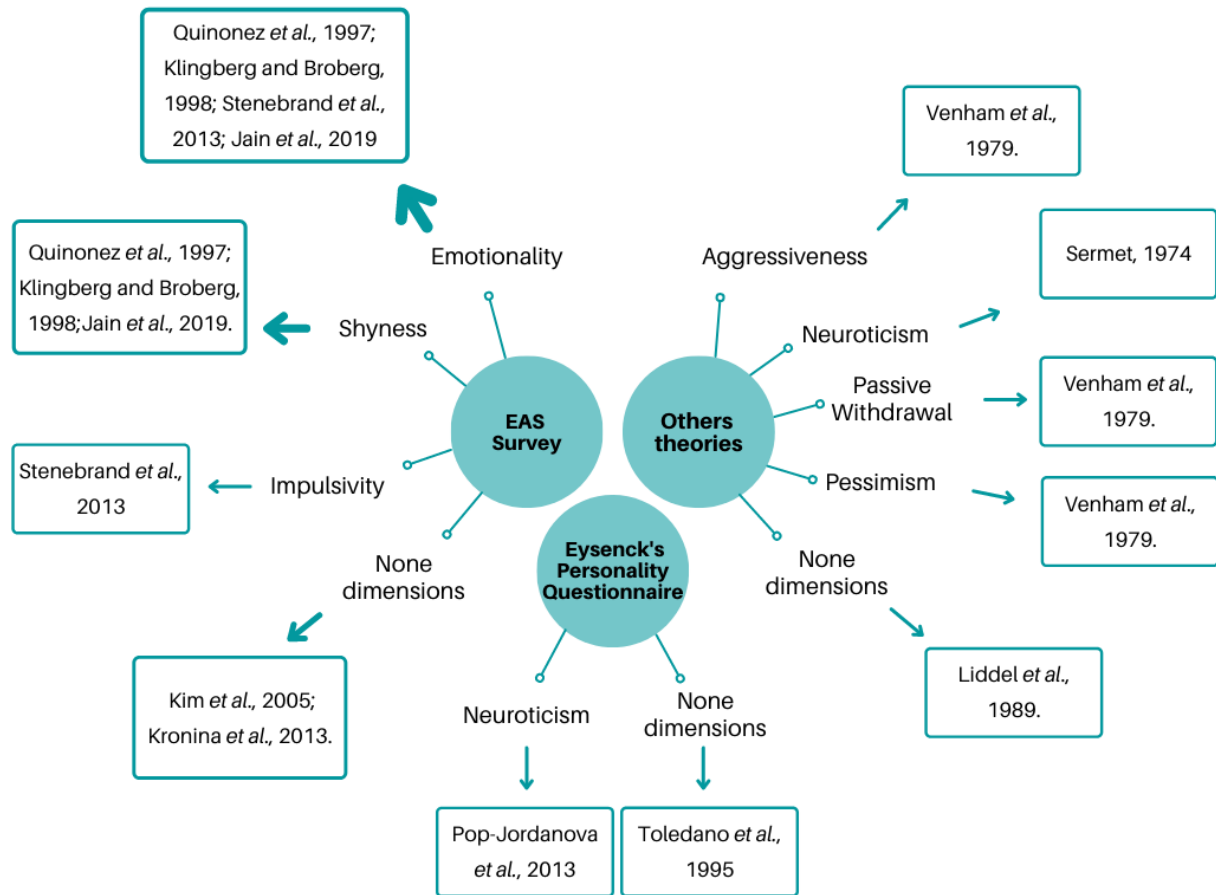 Quinonez et al., 1997;
Klingberg and Broberg,
1998; Stenebrand et al.,
2013; Jain et al., 2019
Emotionality
Quinonez et al., 1997;
Klingberg and Broberg,
1998;Jain et al., 2019.
Shyness
Stenebrand et al.,
2013
Impulsivity
None
dimensions
Kim et al., 2005;
Kronina et al., 2013.
EAS
Survey
Others
theories
Aggressiveness
Venham et al.,
1979.
Neuroticism
Sermet, 1974
Passive
Withdrawal
Venham et al.,
1979.
Pessimism
Venham et al.,
1979.
None
dimensions
Liddel et al.,
1989.
Eysenck's
Personality
Questionnaire
Neuroticism
Pop-Jordanova
et al., 2013
None
dimensions
Toledano et al.,
1995